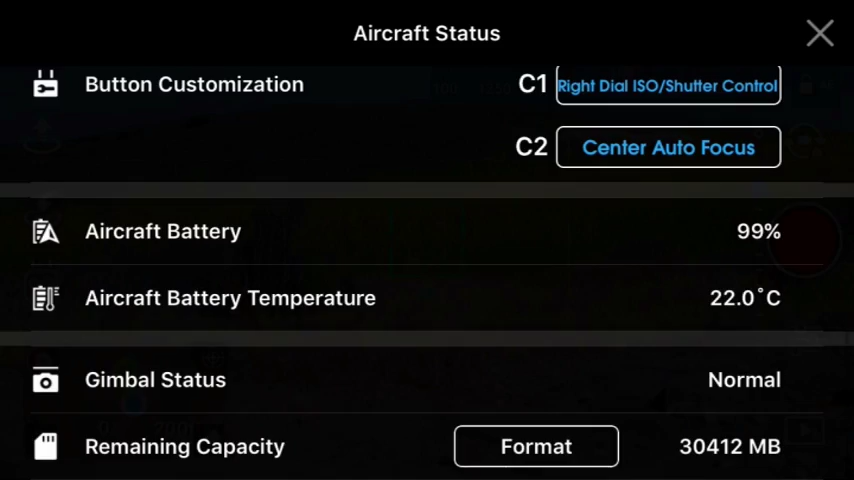 Aircraft Status
Button Customization C1 Right Dial ISO/Shutter Control
C2 Center Auto Focus
Aircraft Battery 99%
Aircraft Battery Temperature 22.0°C
Gimbal Status Normal
Remaining Capacity Format 30412 MB